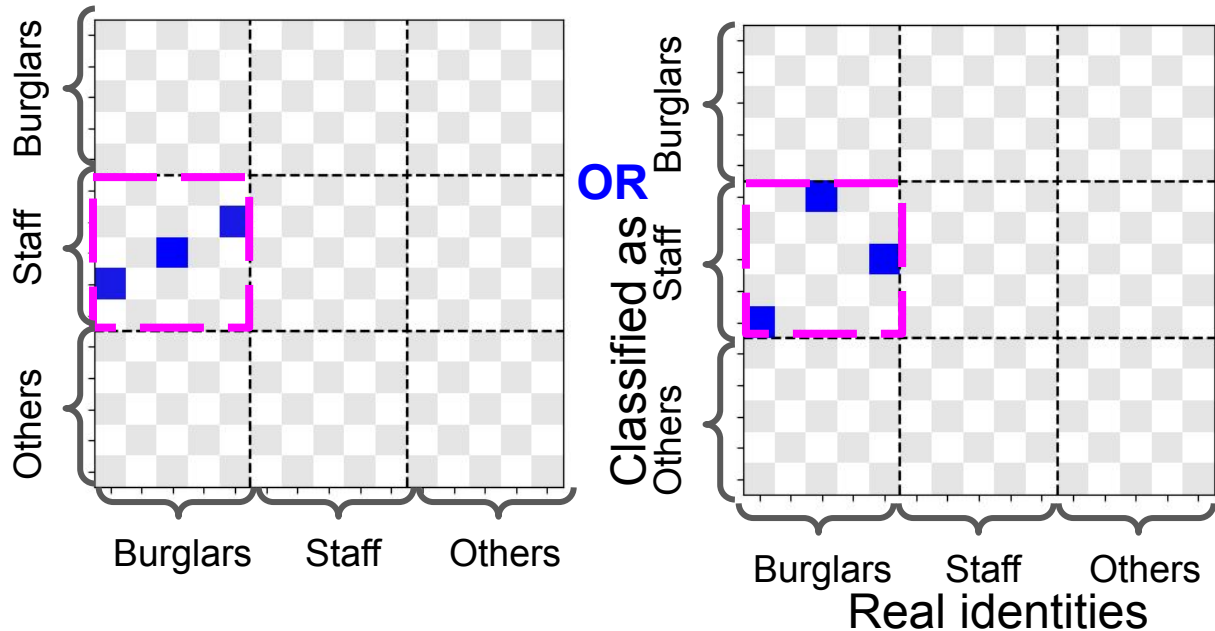 Burglars
Staff
Others
Burglars
Staff
Others
OR
Classified as
Burglars
Staff
Others
Burglars
Staff
Others
Real identities